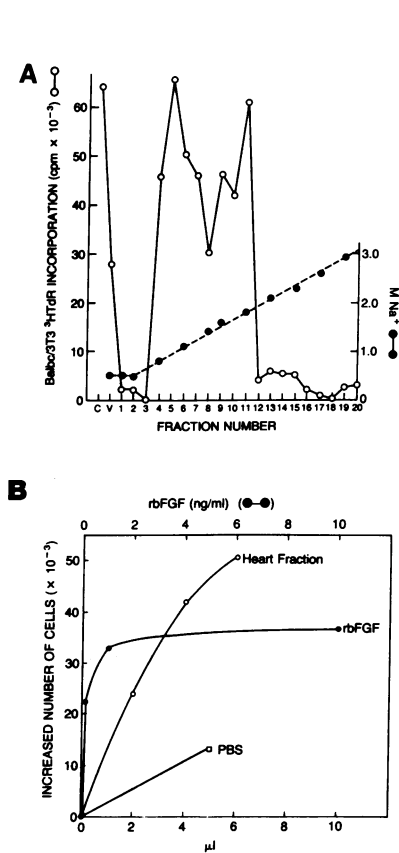 A
Balbc/3T3 ³HTdR INCORPORATION (cpm × 10⁻³)
60
50
40
30
20
10
0
3.0
2.0
1.0
0
M Na⁺
C V 1 2 3 4 5 6 7 8 9 10 11 12 13 14 15 16 17 18 19 20
FRACTION NUMBER
B
rbFGF (ng/ml)
0 2 4 6 8 10
INCREASED NUMBER OF CELLS (× 10⁻³)
50
40
30
20
10
0
Heart Fraction
rbFGF
PBS
0 2 4 6 8 10
µl